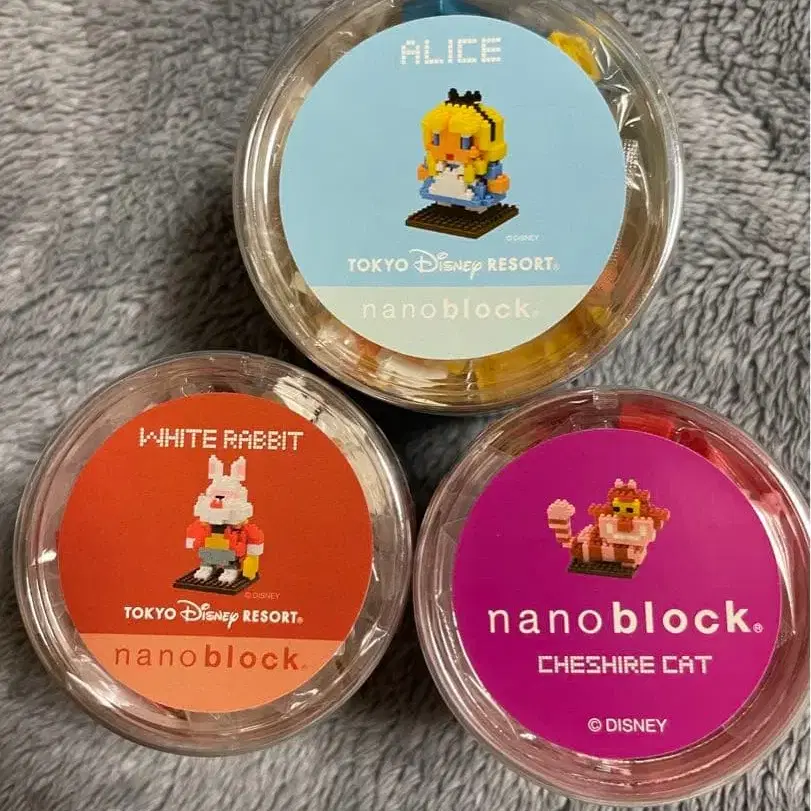 ALICE
© DISNEY
TOKYO Disney RESORT®
nanoblock®
WHITE RABBIT
© DISNEY
TOKYO Disney RESORT®
nanoblock®
nanoblock®
CHESHIRE CAT
© DISNEY